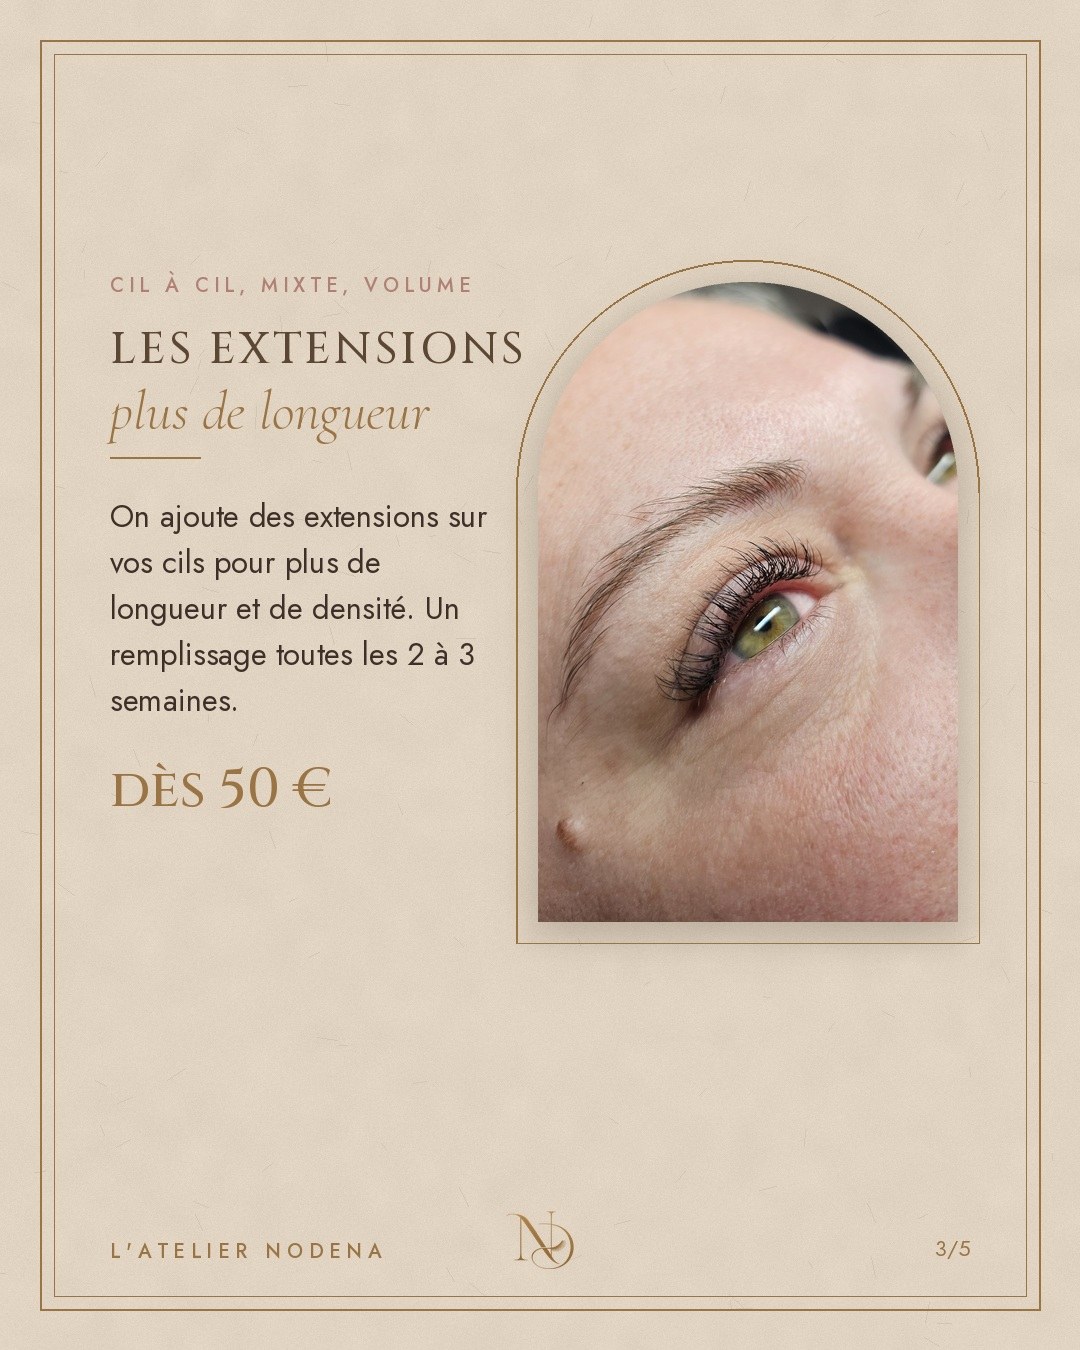 CIL À CIL, MIXTE, VOLUME
LES EXTENSIONS
plus de longueur
On ajoute des extensions sur
vos cils pour plus de
longueur et de densité. Un
remplissage toutes les 2 à 3
semaines.
DÈS 50 €
L'ATELIER NODENA
ND
3/5